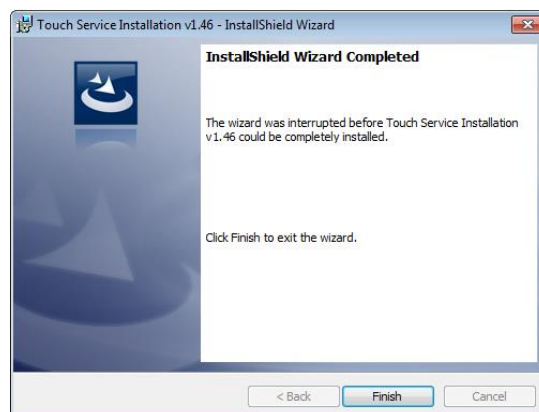 Touch Service Installation v1.46 - InstallShield Wizard
InstallShield Wizard Completed
The wizard was interrupted before Touch Service Installation
v1.46 could be completely installed.
Click Finish to exit the wizard.
< Back
Finish
Cancel